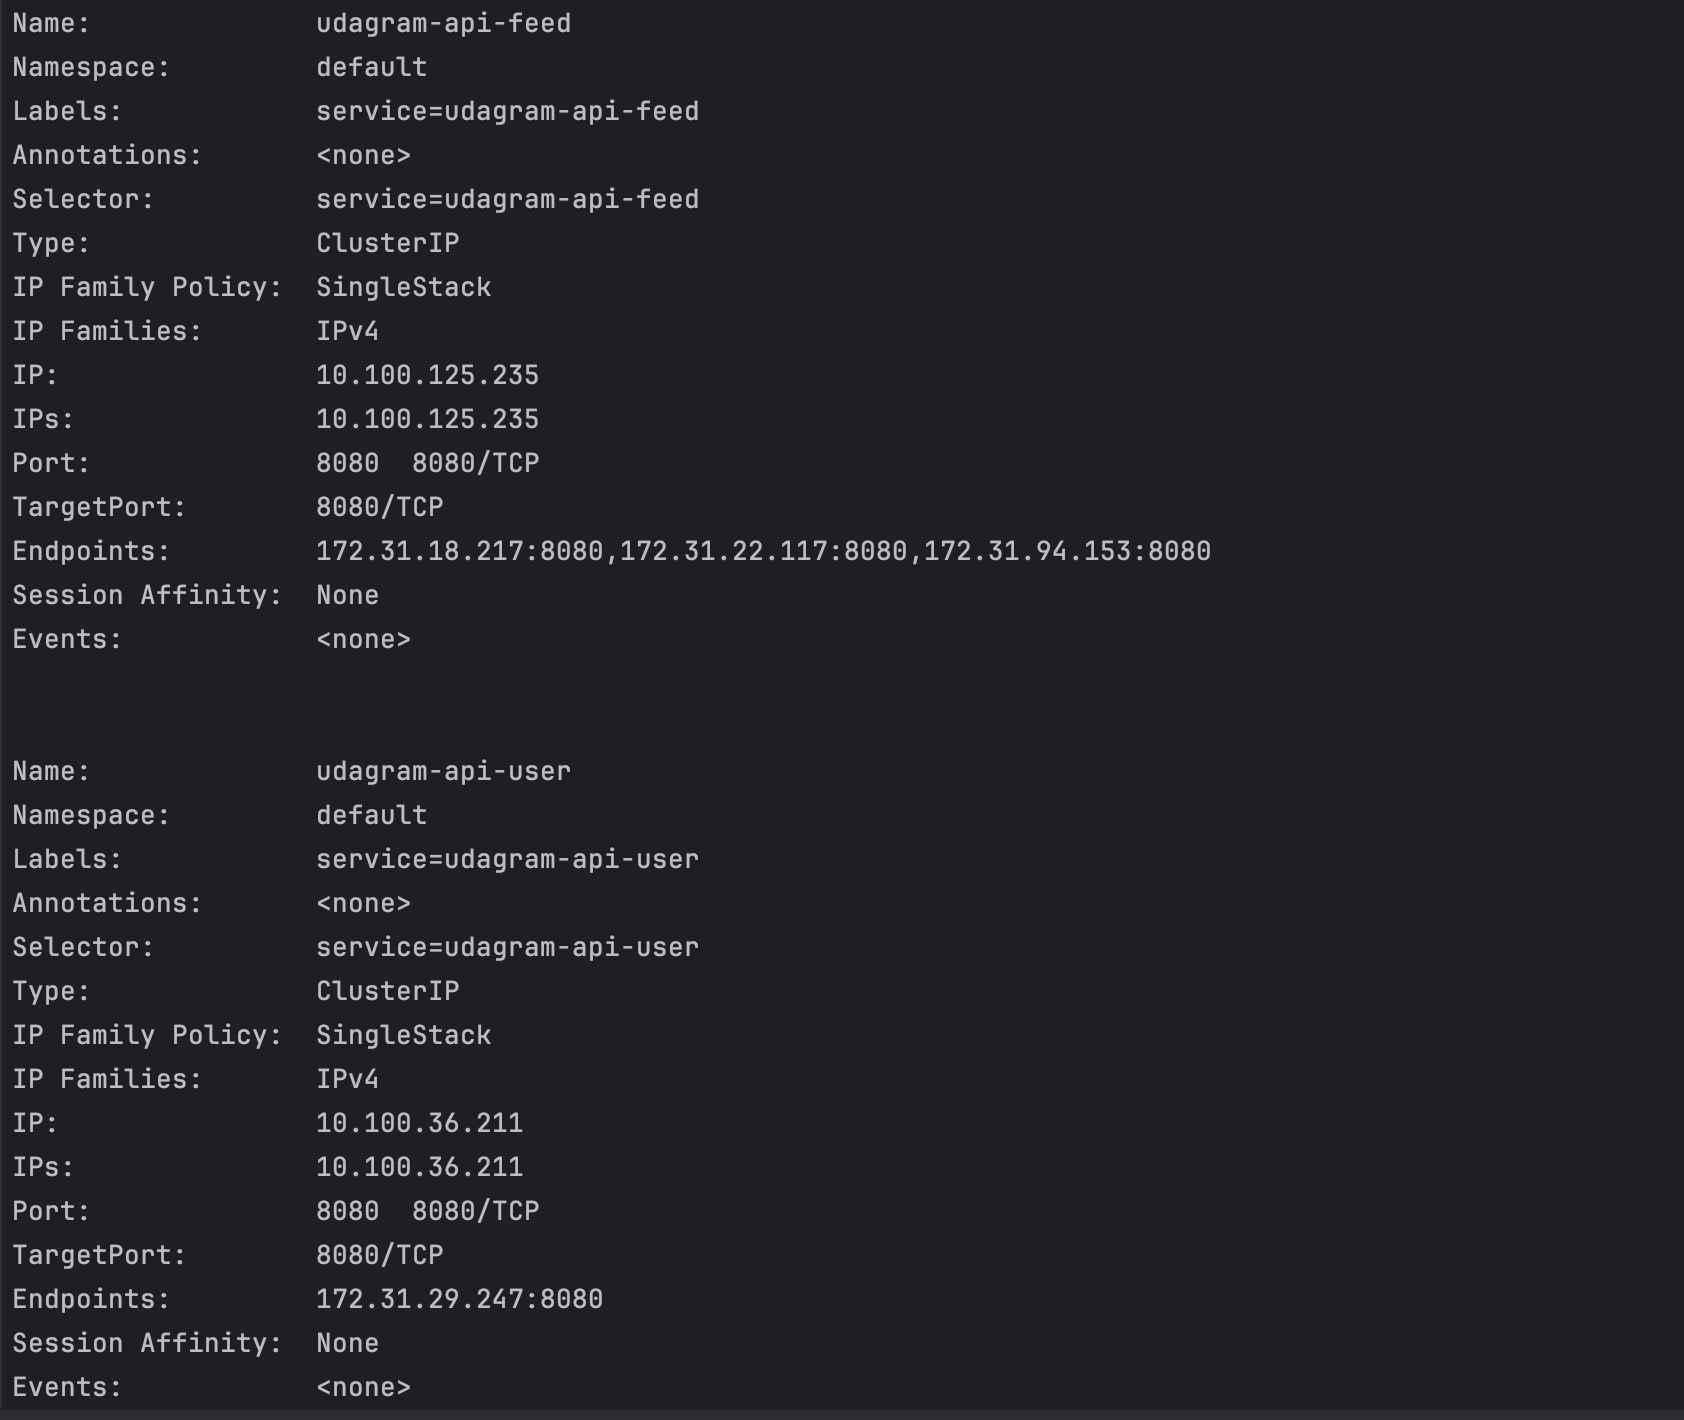 Name:              udagram-api-feed
Namespace:         default
Labels:            service=udagram-api-feed
Annotations:       <none>
Selector:          service=udagram-api-feed
Type:              ClusterIP
IP Family Policy:  SingleStack
IP Families:       IPv4
IP:                10.100.125.235
IPs:               10.100.125.235
Port:              8080  8080/TCP
TargetPort:        8080/TCP
Endpoints:         172.31.18.217:8080,172.31.22.117:8080,172.31.94.153:8080
Session Affinity:  None
Events:            <none>
Name:              udagram-api-user
Namespace:         default
Labels:            service=udagram-api-user
Annotations:       <none>
Selector:          service=udagram-api-user
Type:              ClusterIP
IP Family Policy:  SingleStack
IP Families:       IPv4
IP:                10.100.36.211
IPs:               10.100.36.211
Port:              8080  8080/TCP
TargetPort:        8080/TCP
Endpoints:         172.31.29.247:8080
Session Affinity:  None
Events:            <none>